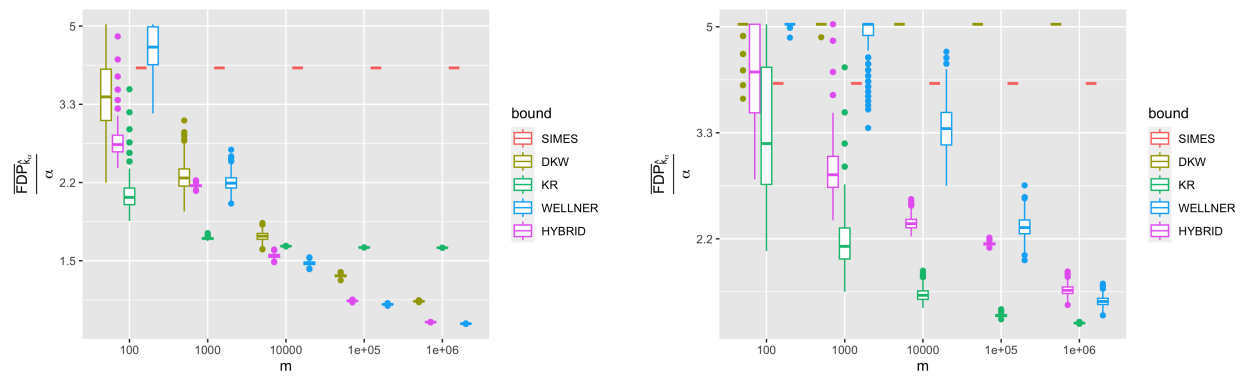 5
3.3
2.2
1.5
FDP k̂α
α
100
1000
10000
1e+05
1e+06
m
bound
SIMES
DKW
KR
WELLNER
HYBRID
5
3.3
2.2
FDP k̂α
α
100
1000
10000
1e+05
1e+06
m
bound
SIMES
DKW
KR
WELLNER
HYBRID